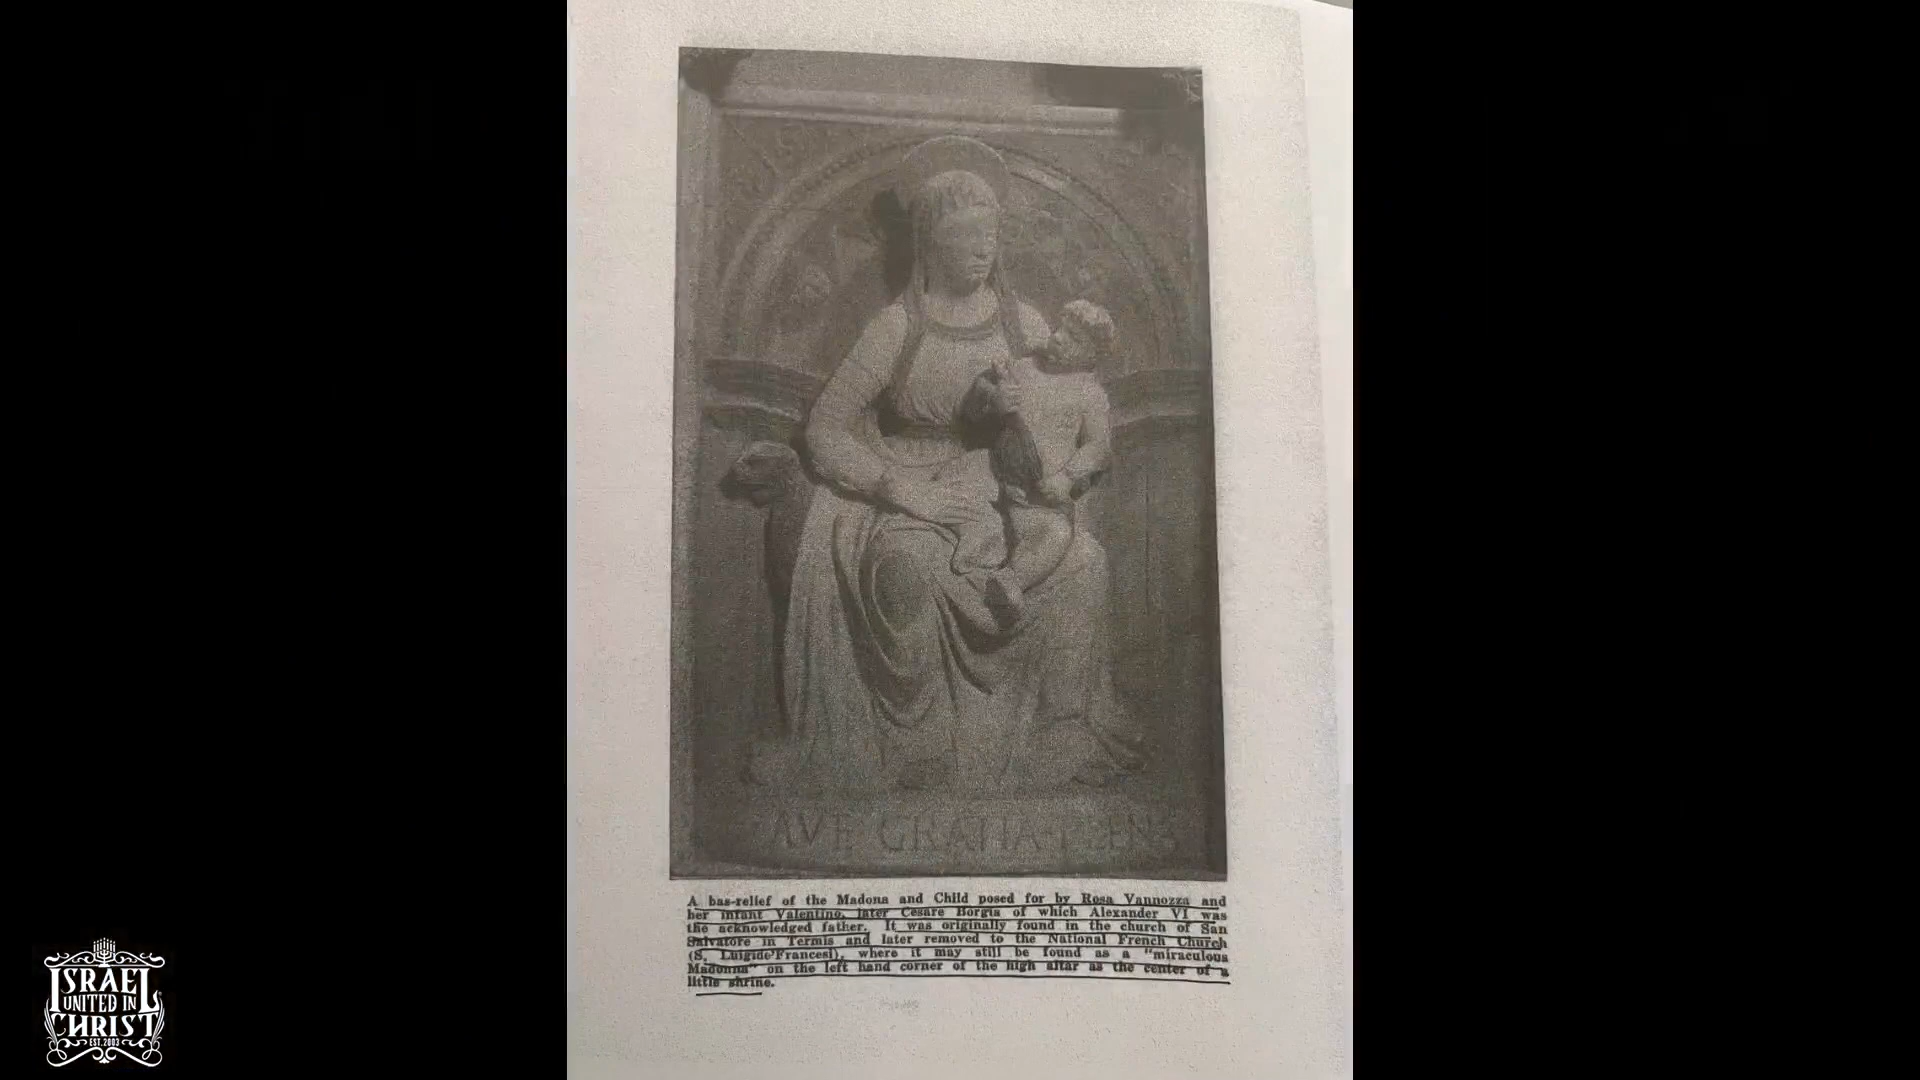 AVE GRATIA PLENA
A bas-relief of the Madona and Child posed for by Rosa Vannozza and
her infant Valentino, later Cesare Borgia of which Alexander VI was
the acknowledged father. It was originally found in the church of San
Salvatore in Termis and later removed to the National French Church
(S. Luigide'Francesi), where it may still be found as a "miraculous
Madonna" on the left hand corner of the high altar as the center of a
little shrine.
ISRAEL
UNITED IN
CHRIST
EST. 2003